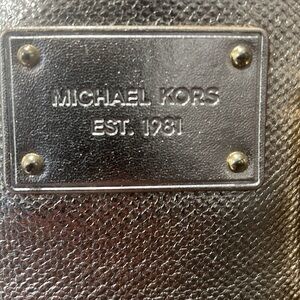 MICHAEL KORS
EST. 1981